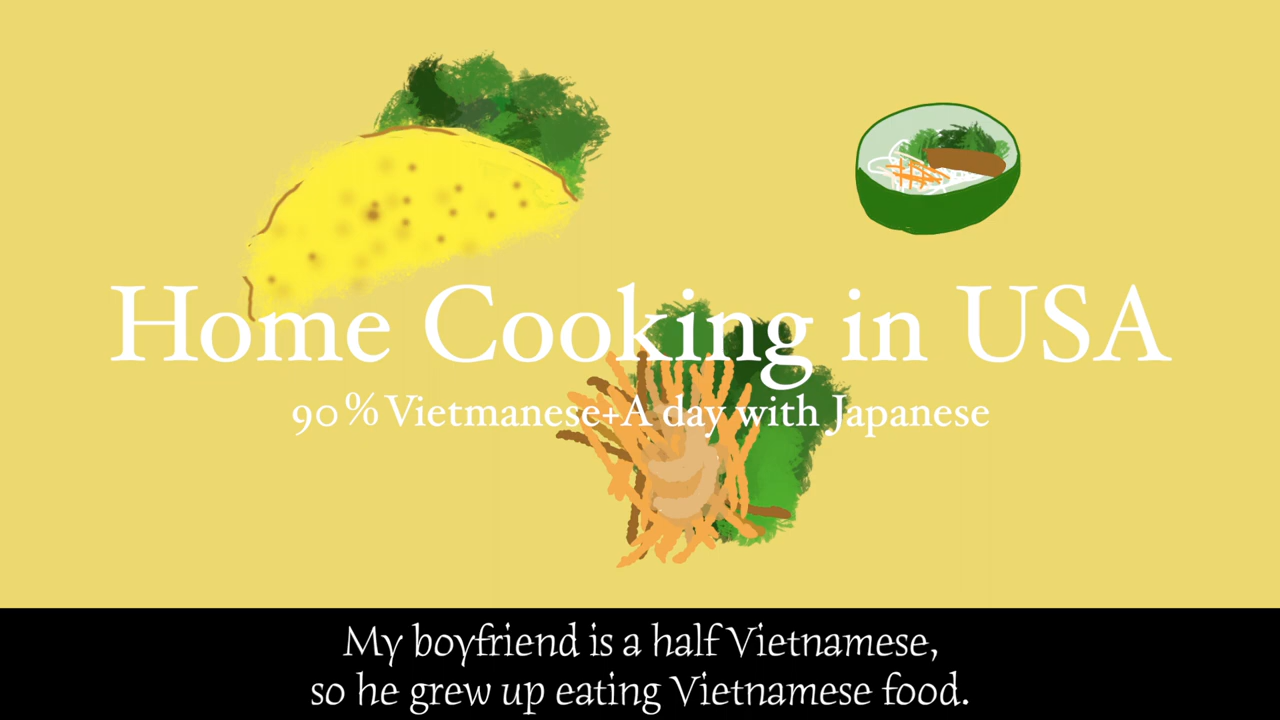 Home Cooking in USA
90%Vietmanese+A day with Japanese
My boyfriend is a half Vietnamese,
so he grew up eating Vietnamese food.